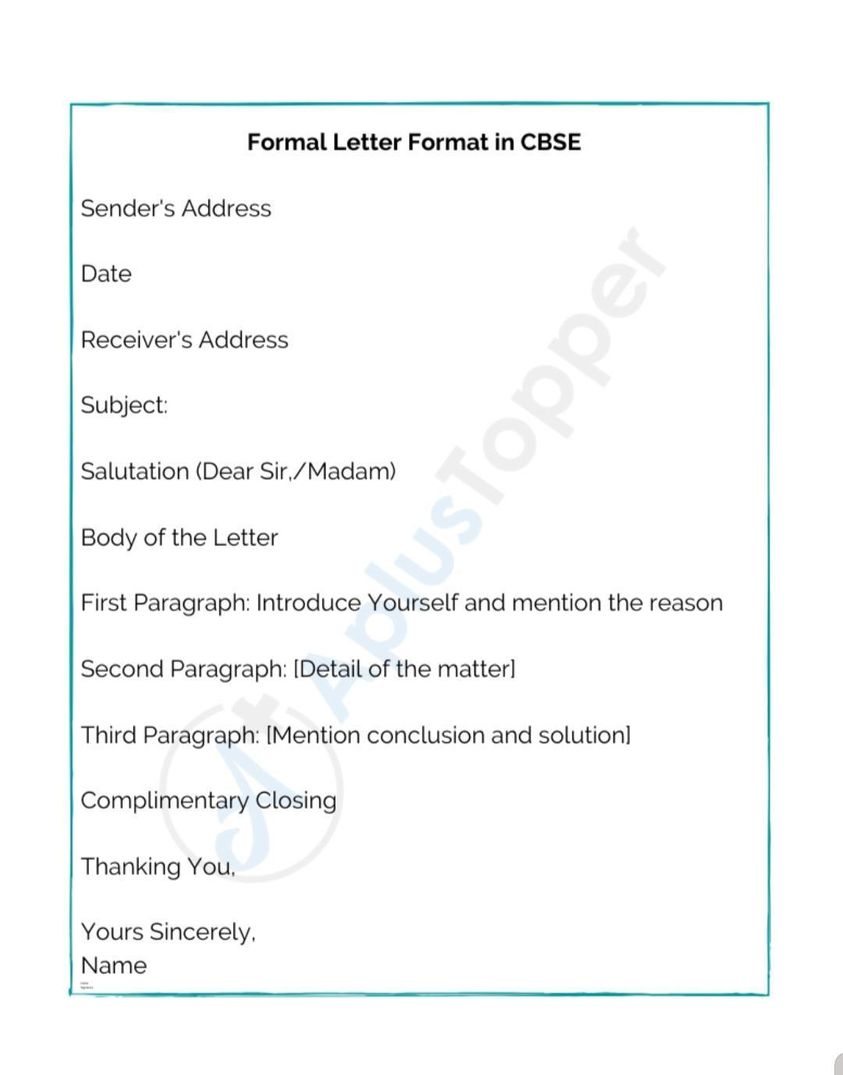 Formal Letter Format in CBSE
Sender's Address
Date
Receiver's Address
Subject:
Salutation (Dear Sir,/Madam)
Body of the Letter
First Paragraph: Introduce Yourself and mention the reason
Second Paragraph: [Detail of the matter]
Third Paragraph: [Mention conclusion and solution]
Complimentary Closing
Thanking You,
Yours Sincerely,
Name
AplusTopper